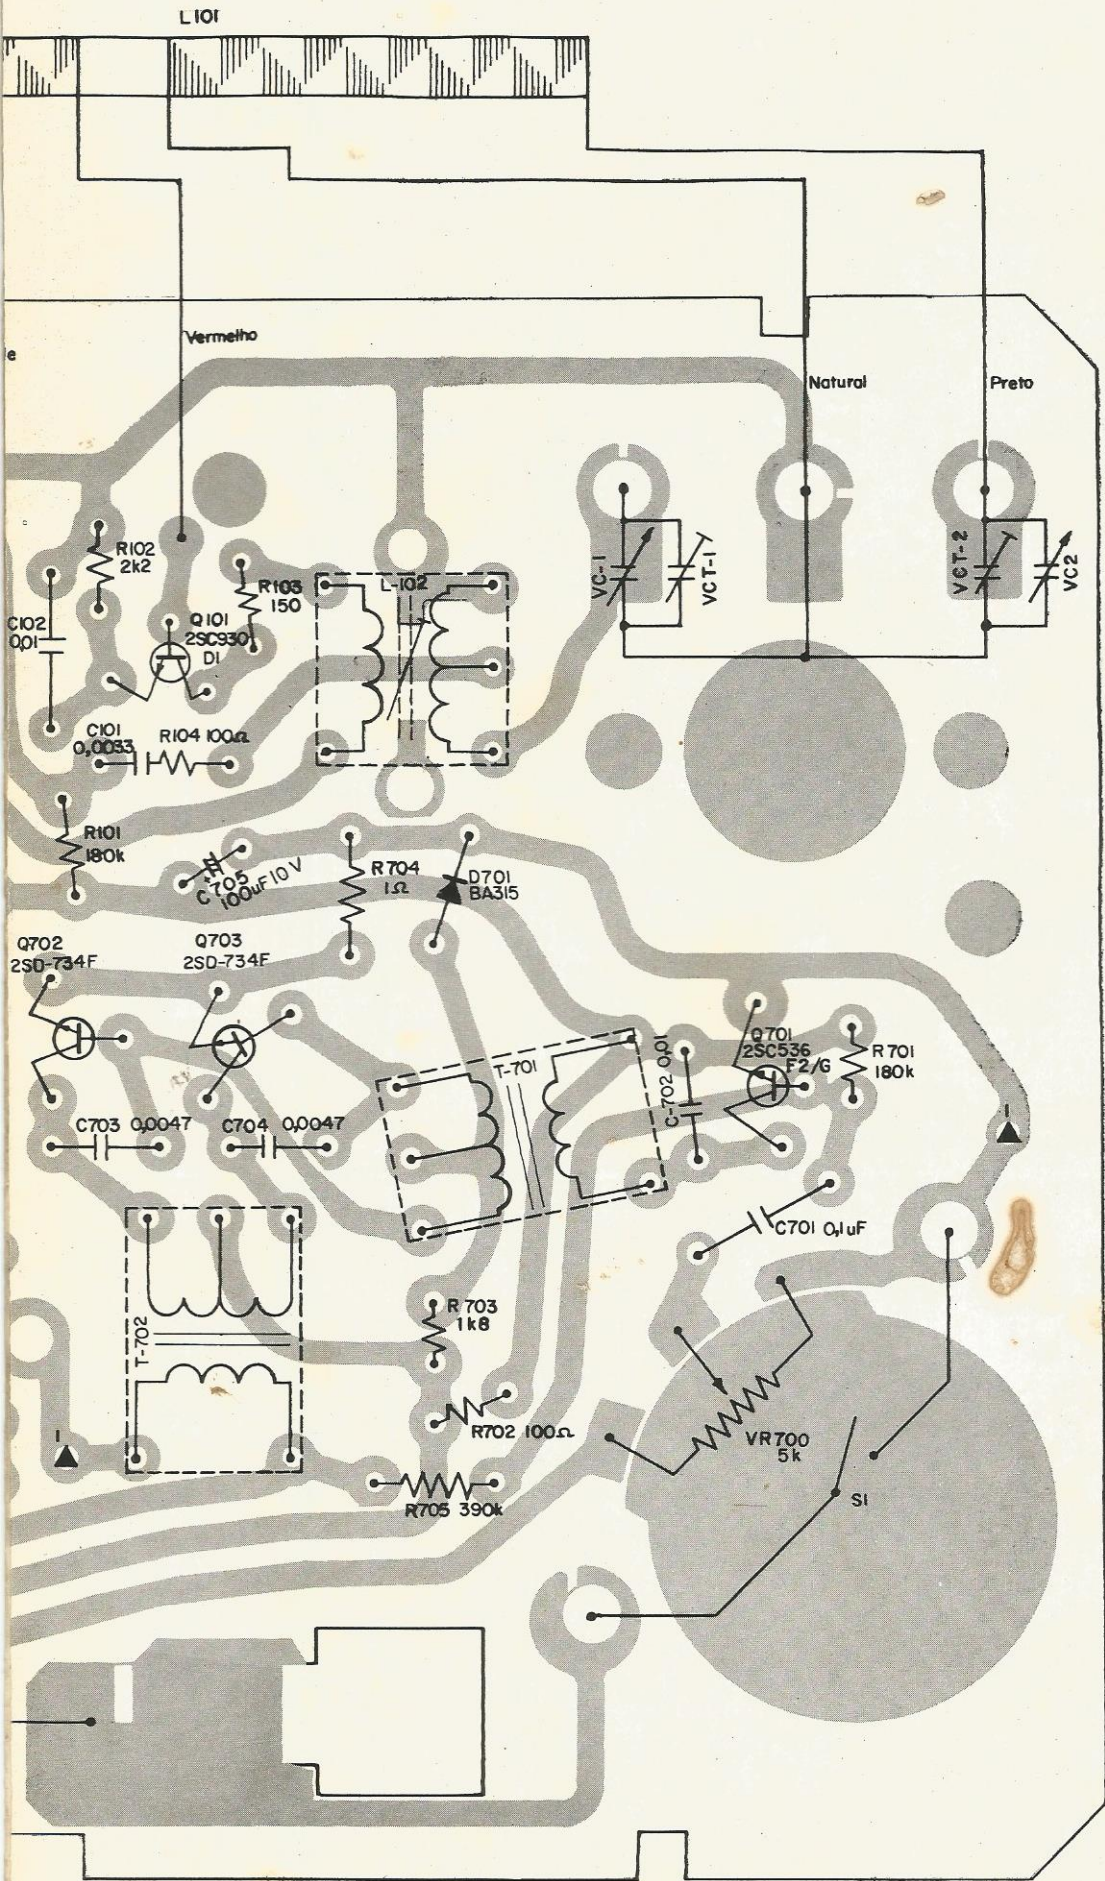 L101
Vermelho
e
Natural
Preto
R102
2k2
R103
150
L-102
VC-1
VCT-1
VCT-2
VC2
C102
0,01
Q101
2SC930
D1
C101
0,0033
R104 100Ω
R101
180k
C705
100uF 10V
R704
1Ω
D701
BA315
Q702
2SD-734F
Q703
2SD-734F
T-701
C-702 0,01
Q701
2SC536
F2/G
R701
180k
C703 0,0047
C704 0,0047
C701 0,1uF
T-702
R703
1k8
R702 100Ω
VR700
5k
R705 390k
S1